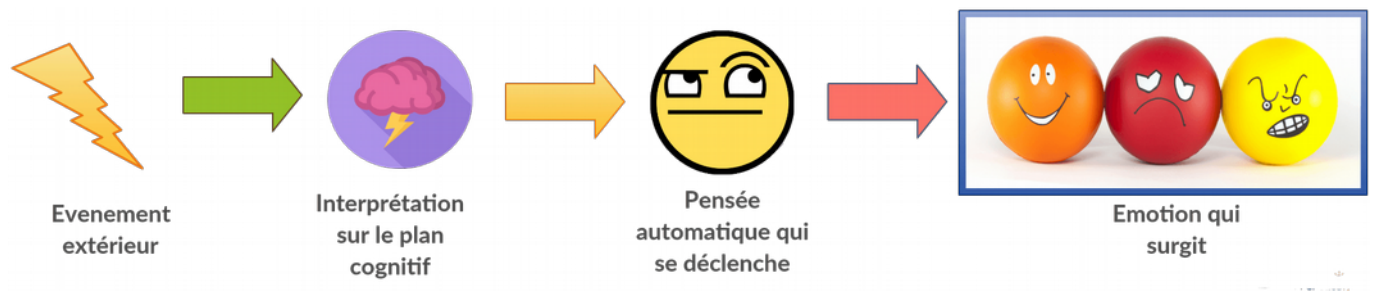 Evenement
extérieur
Interprétation
sur le plan
cognitif
Pensée
automatique qui
se déclenche
Emotion qui
surgit